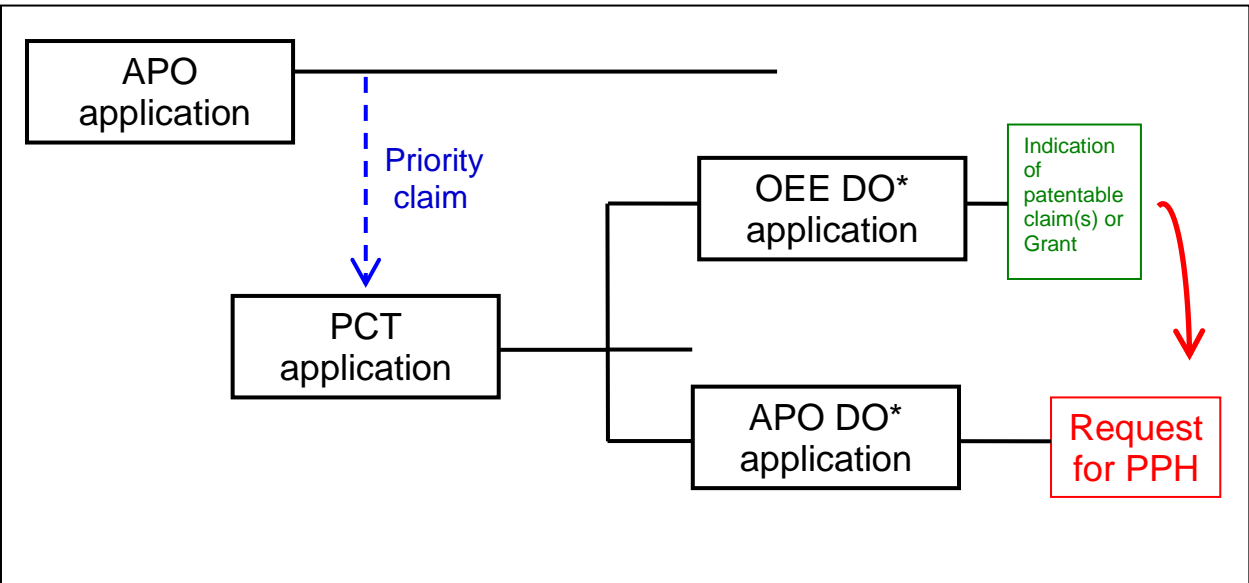 APO
application
Priority
claim
OEE DO*
application
Indication
of
patentable
claim(s) or
Grant
PCT
application
APO DO*
application
Request
for PPH